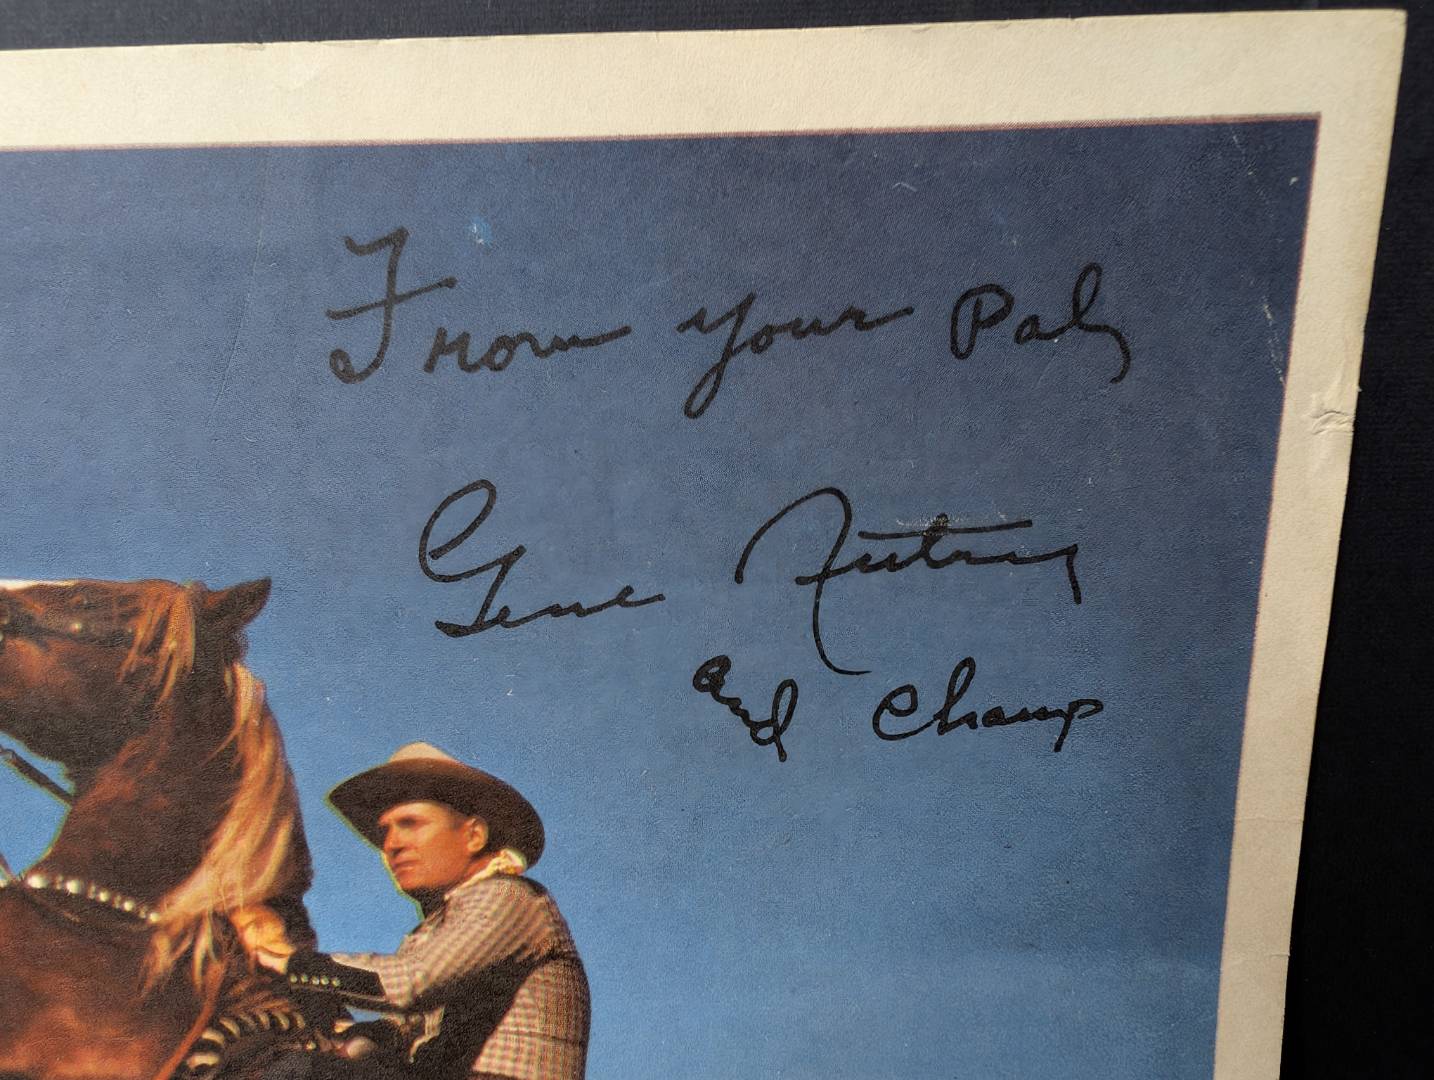 From your Pal,
Gene Autry
and Champ